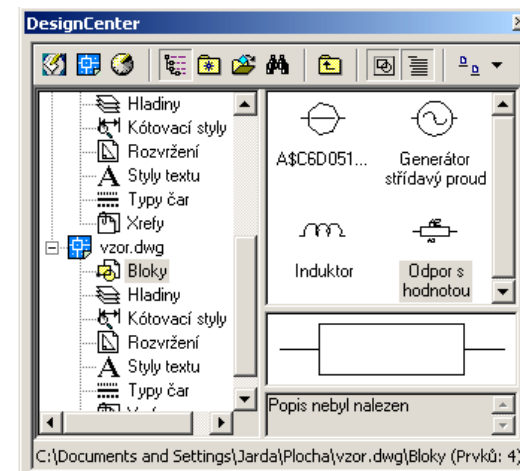 DesignCenter
Hladiny
Kótovací styly
Rozvržení
Styly textu
Typy čar
Xrefy
vzor.dwg
Bloky
Hladiny
Kótovací styly
Rozvržení
Styly textu
Typy čar
A$C6D051...
Generátor
střídavý proud
Induktor
Odpor s
hodnotou
Popis nebyl nalezen
C:\Documents and Settings\Jarda\Plocha\vzor.dwg\Bloky (Prvků: 4)